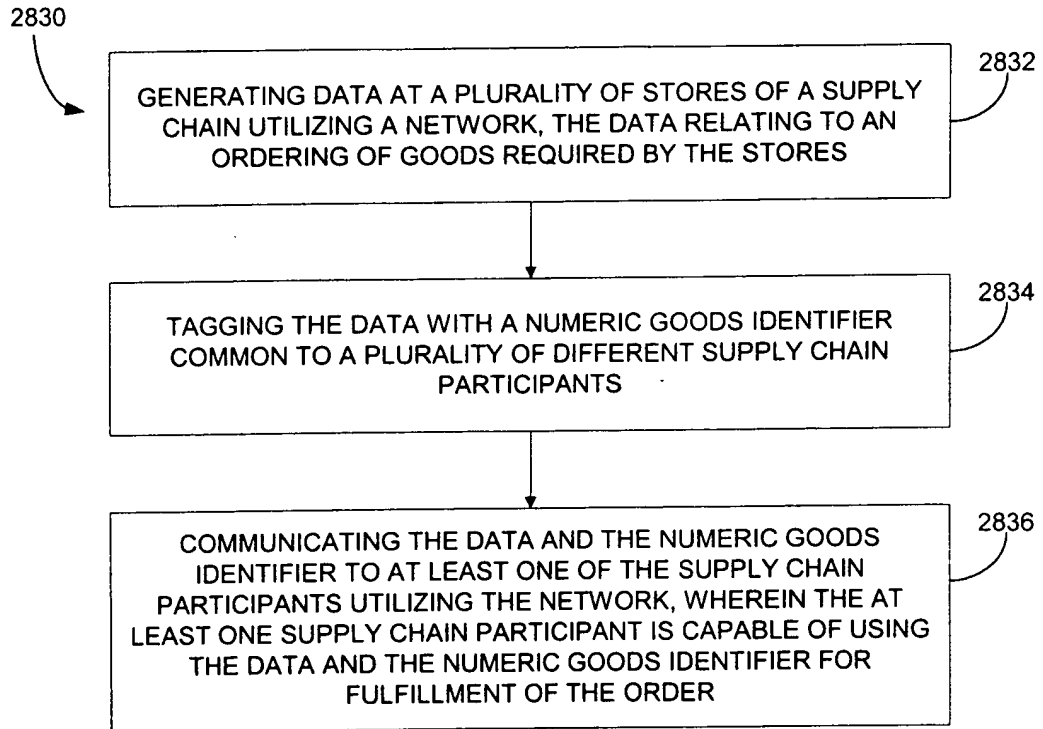 2830
2832
GENERATING DATA AT A PLURALITY OF STORES OF A SUPPLY
CHAIN UTILIZING A NETWORK, THE DATA RELATING TO AN
ORDERING OF GOODS REQUIRED BY THE STORES
2834
TAGGING THE DATA WITH A NUMERIC GOODS IDENTIFIER
COMMON TO A PLURALITY OF DIFFERENT SUPPLY CHAIN
PARTICIPANTS
2836
COMMUNICATING THE DATA AND THE NUMERIC GOODS
IDENTIFIER TO AT LEAST ONE OF THE SUPPLY CHAIN
PARTICIPANTS UTILIZING THE NETWORK, WHEREIN THE AT
LEAST ONE SUPPLY CHAIN PARTICIPANT IS CAPABLE OF USING
THE DATA AND THE NUMERIC GOODS IDENTIFIER FOR
FULFILLMENT OF THE ORDER